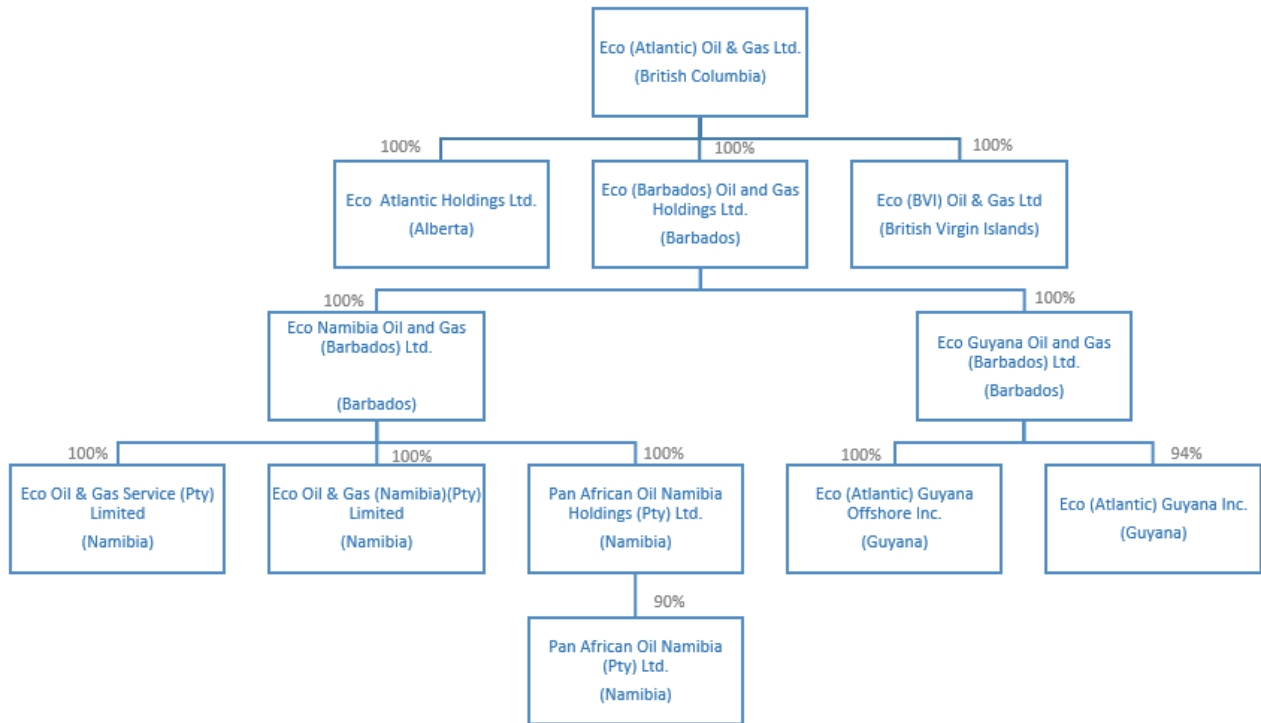 Eco (Atlantic) Oil & Gas Ltd.
(British Columbia)
100%
100%
100%
Eco Atlantic Holdings Ltd.
(Alberta)
Eco (Barbados) Oil and Gas
Holdings Ltd.
(Barbados)
Eco (BVI) Oil & Gas Ltd
(British Virgin Islands)
100%
100%
Eco Namibia Oil and Gas
(Barbados) Ltd.
(Barbados)
Eco Guyana Oil and Gas
(Barbados) Ltd.
(Barbados)
100%
100%
100%
100%
94%
Eco Oil & Gas Service (Pty)
Limited
(Namibia)
Eco Oil & Gas (Namibia)(Pty)
Limited
(Namibia)
Pan African Oil Namibia
Holdings (Pty) Ltd.
(Namibia)
Eco (Atlantic) Guyana
Offshore Inc.
(Guyana)
Eco (Atlantic) Guyana Inc.
(Guyana)
90%
Pan African Oil Namibia
(Pty) Ltd.
(Namibia)